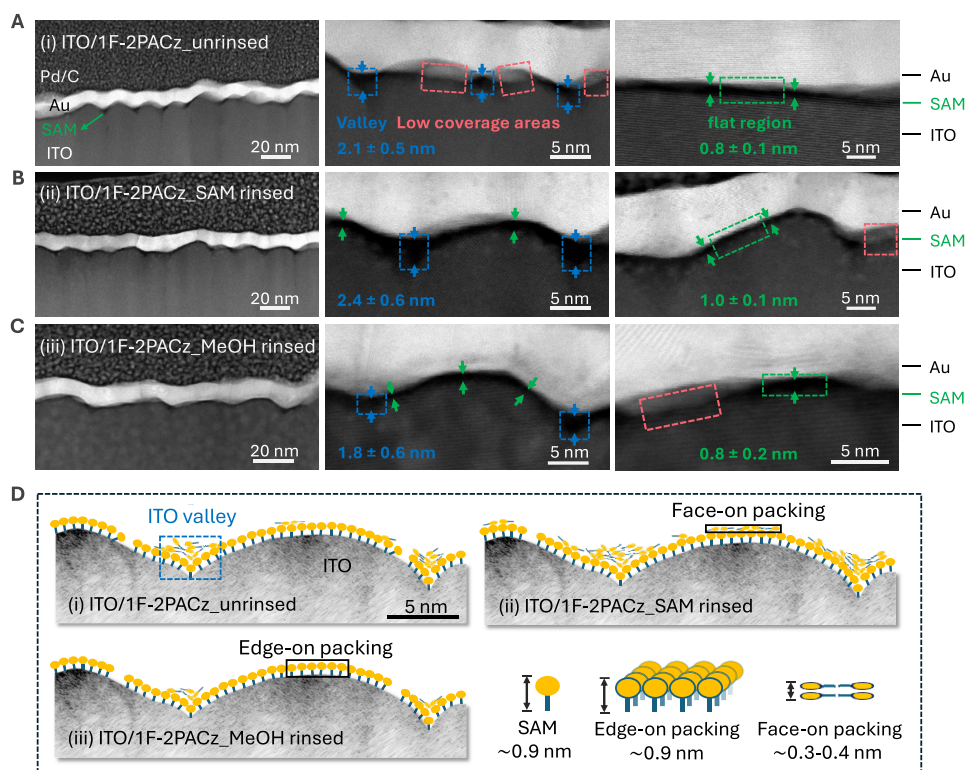 A
(i) ITO/1F-2PACz_unrinsed
Pd/C
Au
SAM
ITO
20 nm
Valley Low coverage areas
2.1 ± 0.5 nm
5 nm
flat region
0.8 ± 0.1 nm
5 nm
Au
SAM
ITO
B
(ii) ITO/1F-2PACz_SAM rinsed
20 nm
2.4 ± 0.6 nm
5 nm
1.0 ± 0.1 nm
5 nm
Au
SAM
ITO
C
(iii) ITO/1F-2PACz_MeOH rinsed
20 nm
1.8 ± 0.6 nm
5 nm
0.8 ± 0.2 nm
5 nm
Au
SAM
ITO
D
ITO valley
ITO
(i) ITO/1F-2PACz_unrinsed
5 nm
Face-on packing
(ii) ITO/1F-2PACz_SAM rinsed
Edge-on packing
(iii) ITO/1F-2PACz_MeOH rinsed
SAM
~0.9 nm
Edge-on packing
~0.9 nm
Face-on packing
~0.3-0.4 nm